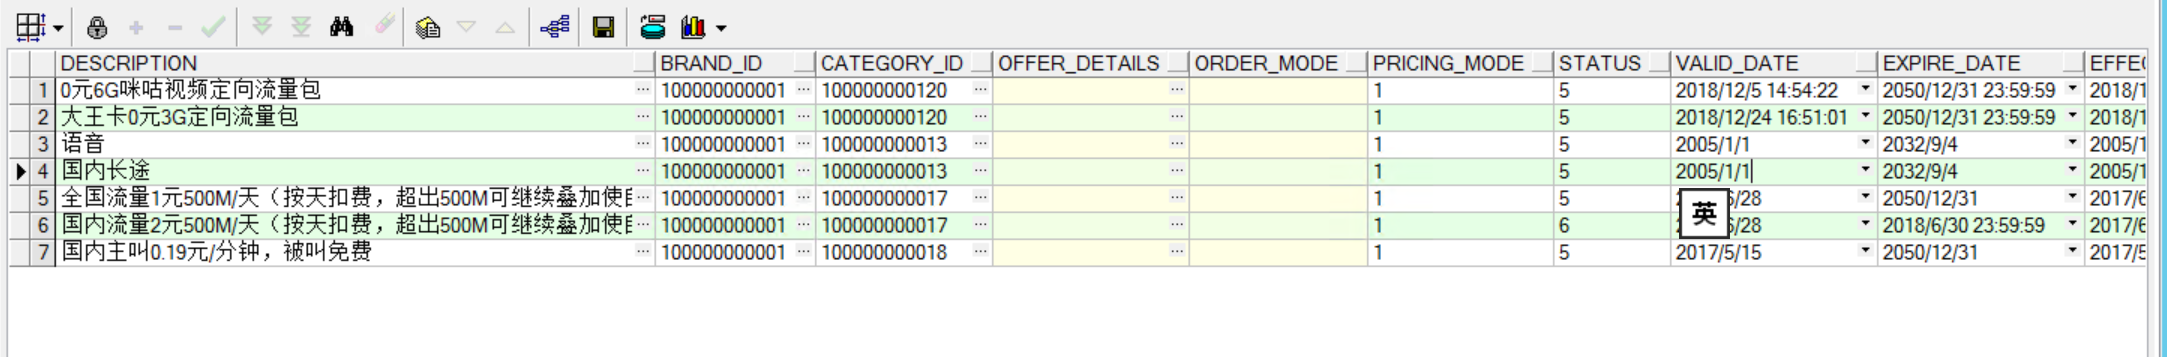 DESCRIPTION BRAND_ID CATEGORY_ID OFFER_DETAILS ORDER_MODE PRICING_MODE STATUS VALID_DATE EXPIRE_DATE EFFEC
1 0元6G咪咕视频定向流量包 100000000001 100000000120 1 5 2018/12/5 14:54:22 2050/12/31 23:59:59 2018/1
2 大王卡0元3G定向流量包 100000000001 100000000120 1 5 2018/12/24 16:51:01 2050/12/31 23:59:59 2018/1
3 语音 100000000001 100000000013 1 5 2005/1/1 2032/9/4 2005/1
4 国内长途 100000000001 100000000013 1 5 2005/1/1 2032/9/4 2005/1
5 全国流量1元500M/天（按天扣费，超出500M可继续叠加使 100000000001 100000000017 1 5 /28 2050/12/31 2017/6
英
6 国内流量2元500M/天（按天扣费，超出500M可继续叠加使 100000000001 100000000017 1 6 /28 2018/6/30 23:59:59 2017/6
7 国内主叫0.19元/分钟，被叫免费 100000000001 100000000018 1 5 2017/5/15 2050/12/31 2017/5